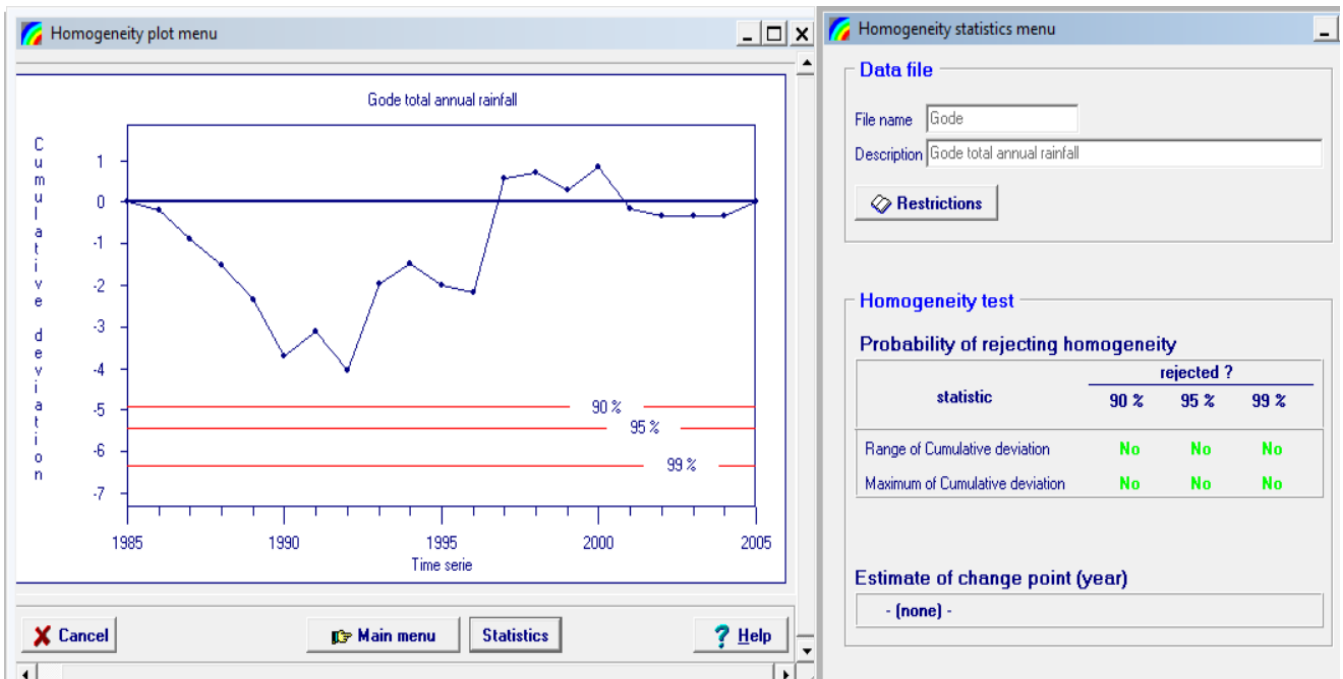 Homogeneity plot menu
Gode total annual rainfall
Cumulative deviation
1
0
-1
-2
-3
-4
-5
-6
-7
90 %
95 %
99 %
1985 1990 1995 2000 2005
Time serie
Cancel Main menu Statistics ? Help
Homogeneity statistics menu
Data file
File name Gode
Description Gode total annual rainfall
Restrictions
Homogeneity test
Probability of rejecting homogeneity
rejected ?
statistic 90 % 95 % 99 %
Range of Cumulative deviation No No No
Maximum of Cumulative deviation No No No
Estimate of change point (year)
- (none) -